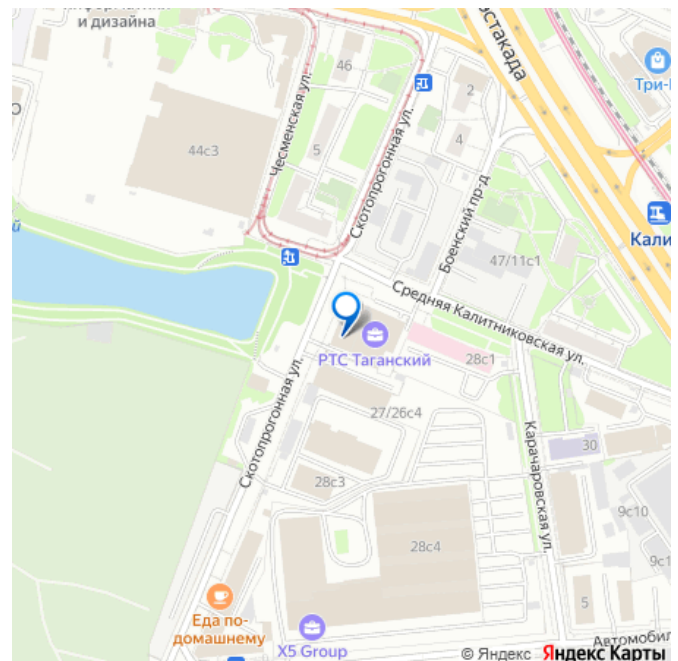 и дизайна
Чесменская ул.
46
44с3
5
2
4
Скотопрогонная ул.
Боенский пр-д
47/11с1
Средняя Калитниковская ул.
РТС Таганский
28с1
Скотопрогонная ул.
27/26с4
28с3
30
Карачаровская ул.
9с10
28с4
5
Еда по-
домашнему
X5 Group
© Яндекс Яндекс Карты